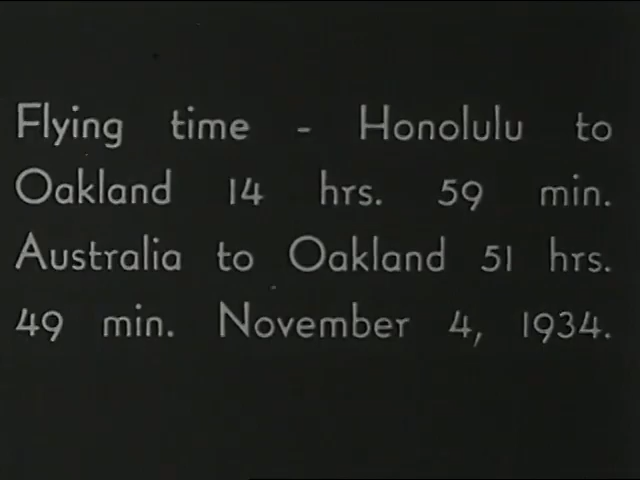 Flying time - Honolulu to
Oakland 14 hrs. 59 min.
Australia to Oakland 51 hrs.
49 min. November 4, 1934.